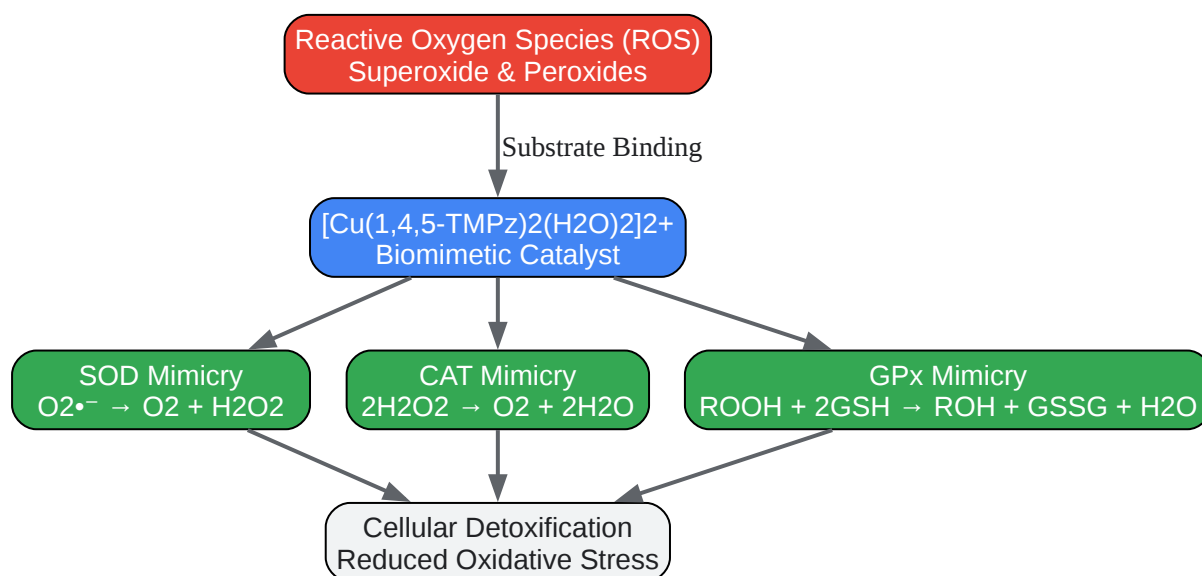 Reactive Oxygen Species (ROS)
Superoxide & Peroxides
Substrate Binding
[Cu(1,4,5-TMPz)2(H2O)2]2+
Biomimetic Catalyst
SOD Mimicry
O2•⁻ → O2 + H2O2
CAT Mimicry
2H2O2 → O2 + 2H2O
GPx Mimicry
ROOH + 2GSH → ROH + GSSG + H2O
Cellular Detoxification
Reduced Oxidative Stress